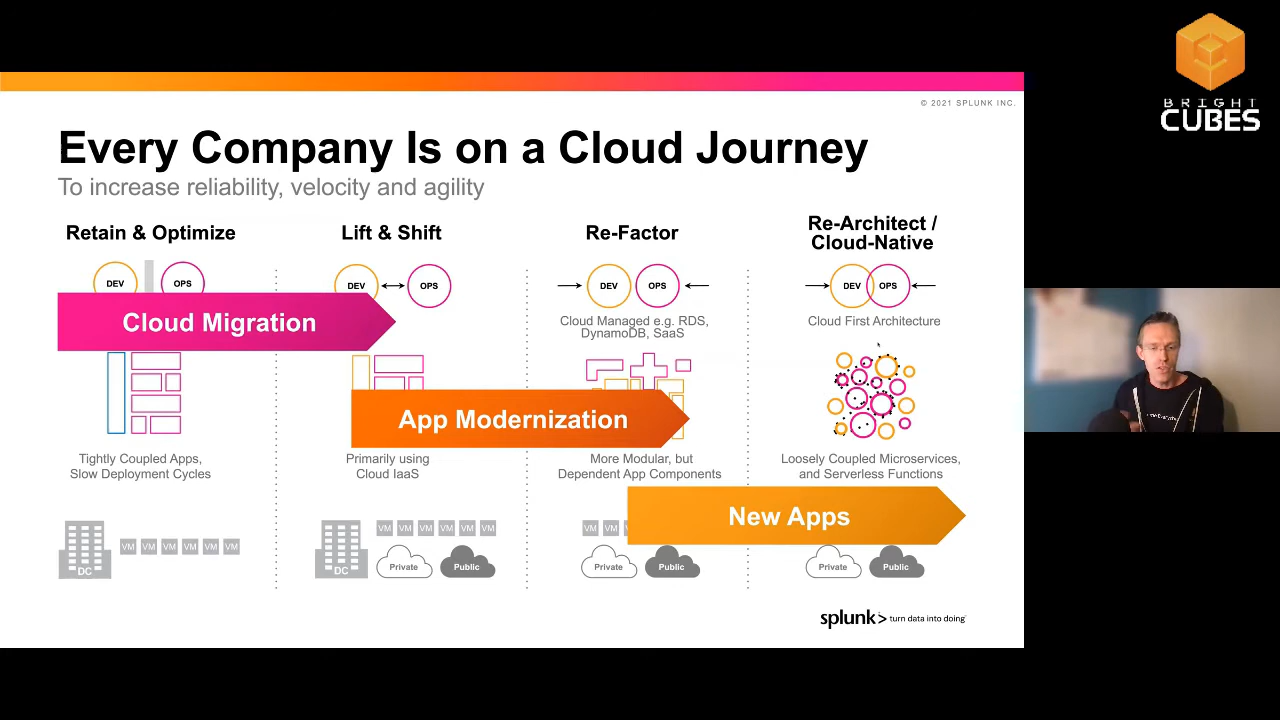 BRIGHT
CUBES
© 2021 SPLUNK INC.
Every Company Is on a Cloud Journey
To increase reliability, velocity and agility
Retain & Optimize
Lift & Shift
Re-Factor
Re-Architect /
Cloud-Native
DEV OPS
DEV OPS
DEV OPS
DEV OPS
Cloud Managed e.g. RDS,
DynamoDB, SaaS
Cloud First Architecture
Cloud Migration
App Modernization
Tightly Coupled Apps,
Slow Deployment Cycles
Primarily using
Cloud IaaS
More Modular, but
Dependent App Components
Loosely Coupled Microservices,
and Serverless Functions
New Apps
DC VM VM VM VM VM VM
VM VM VM VM VM VM
DC Private Public
VM VM
Private Public
Private Public
splunk> turn data into doing